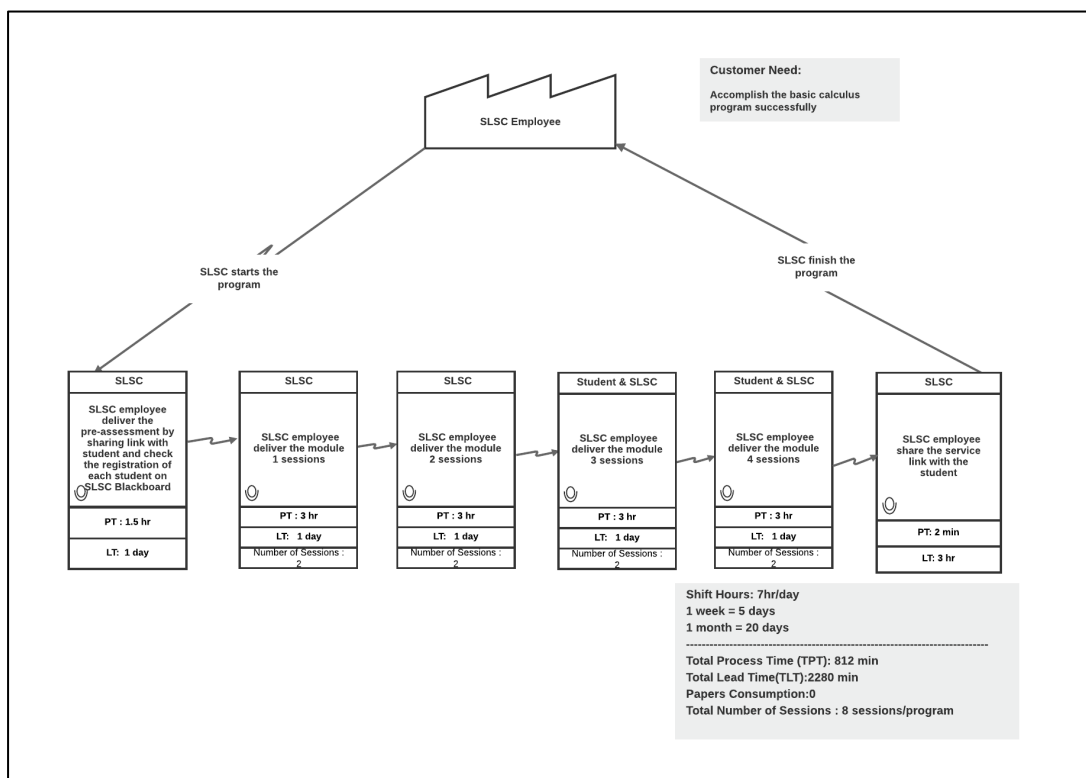 Customer Need:
Accomplish the basic calculus
program successfully
SLSC Employee
SLSC starts the
program
SLSC finish the
program
SLSC
SLSC employee
deliver the
pre-assessment by
sharing link with
student and check
the registration of
each student on
SLSC Blackboard
PT : 1.5 hr
LT: 1 day
SLSC
SLSC employee
deliver the module
1 sessions
PT : 3 hr
LT: 1 day
Number of Sessions :
2
SLSC
SLSC employee
deliver the module
2 sessions
PT : 3 hr
LT: 1 day
Number of Sessions :
2
Student & SLSC
SLSC employee
deliver the module
3 sessions
PT : 3 hr
LT: 1 day
Number of Sessions :
2
Student & SLSC
SLSC employee
deliver the module
4 sessions
PT : 3 hr
LT: 1 day
Number of Sessions :
2
SLSC
SLSC employee
share the service
link with the
student
PT: 2 min
LT: 3 hr
Shift Hours: 7hr/day
1 week = 5 days
1 month = 20 days
--------------------------------------------------------------------------
Total Process Time (TPT): 812 min
Total Lead Time(TLT):2280 min
Papers Consumption:0
Total Number of Sessions : 8 sessions/program